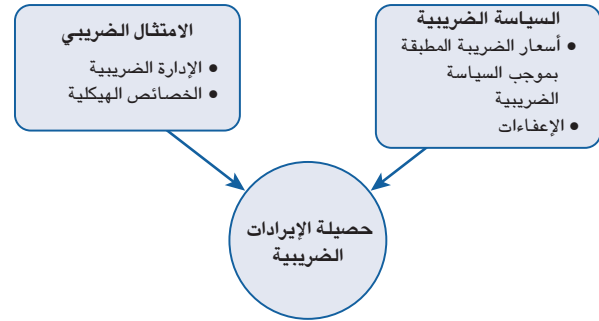 السياسة الضريبية
● أسعار الضريبة المطبقة
بموجب السياسة
الضريبية
● الإعفاءات
الامتثال الضريبي
● الإدارة الضريبية
● الخصائص الهيكلية
حصيلة الإيرادات
الضريبية